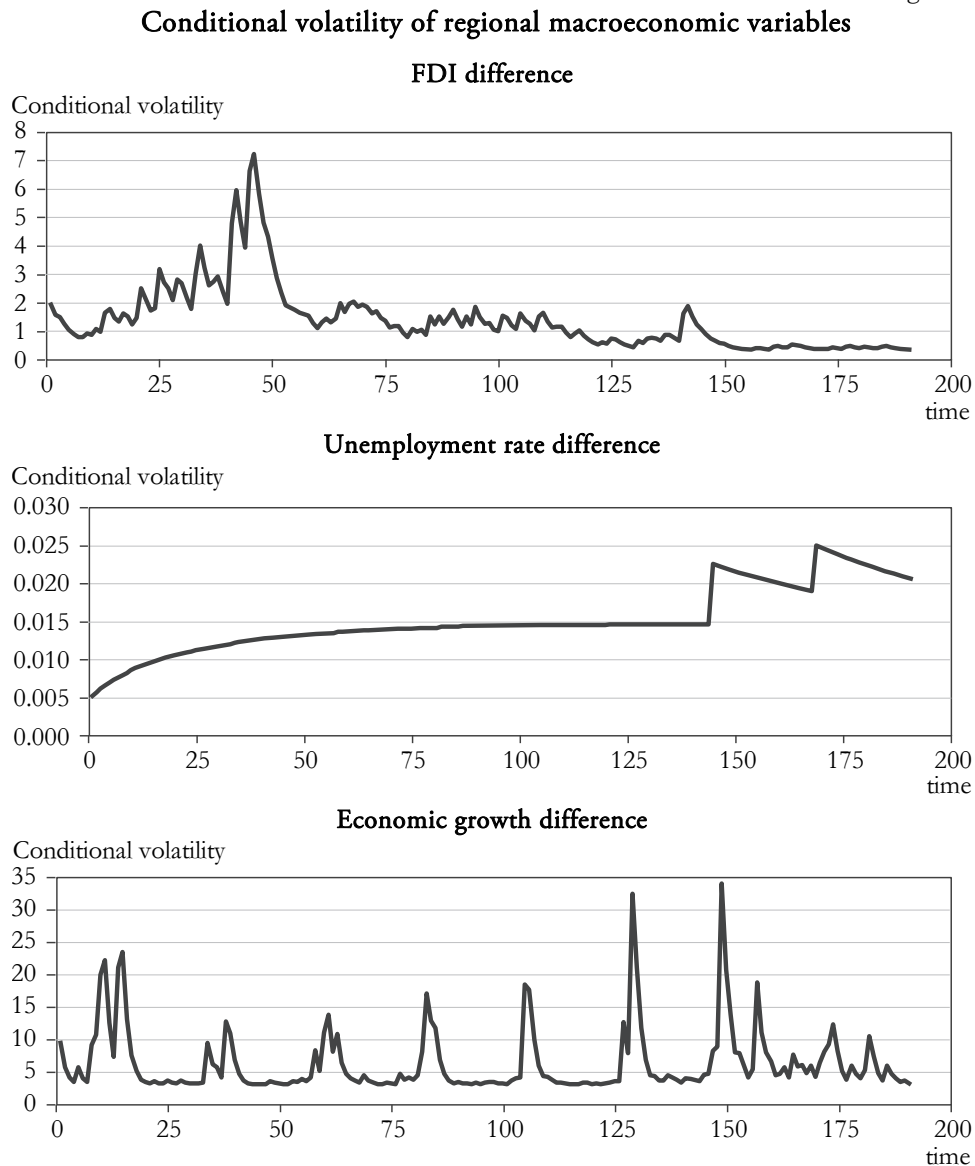 Conditional volatility of regional macroeconomic variables
FDI difference
Conditional volatility
8
7
6
5
4
3
2
1
0
0 25 50 75 100 125 150 175 200
time
Unemployment rate difference
Conditional volatility
0.030
0.025
0.020
0.015
0.010
0.005
0.000
0 25 50 75 100 125 150 175 200
time
Economic growth difference
Conditional volatility
35
30
25
20
15
10
5
0
0 25 50 75 100 125 150 175 200
time